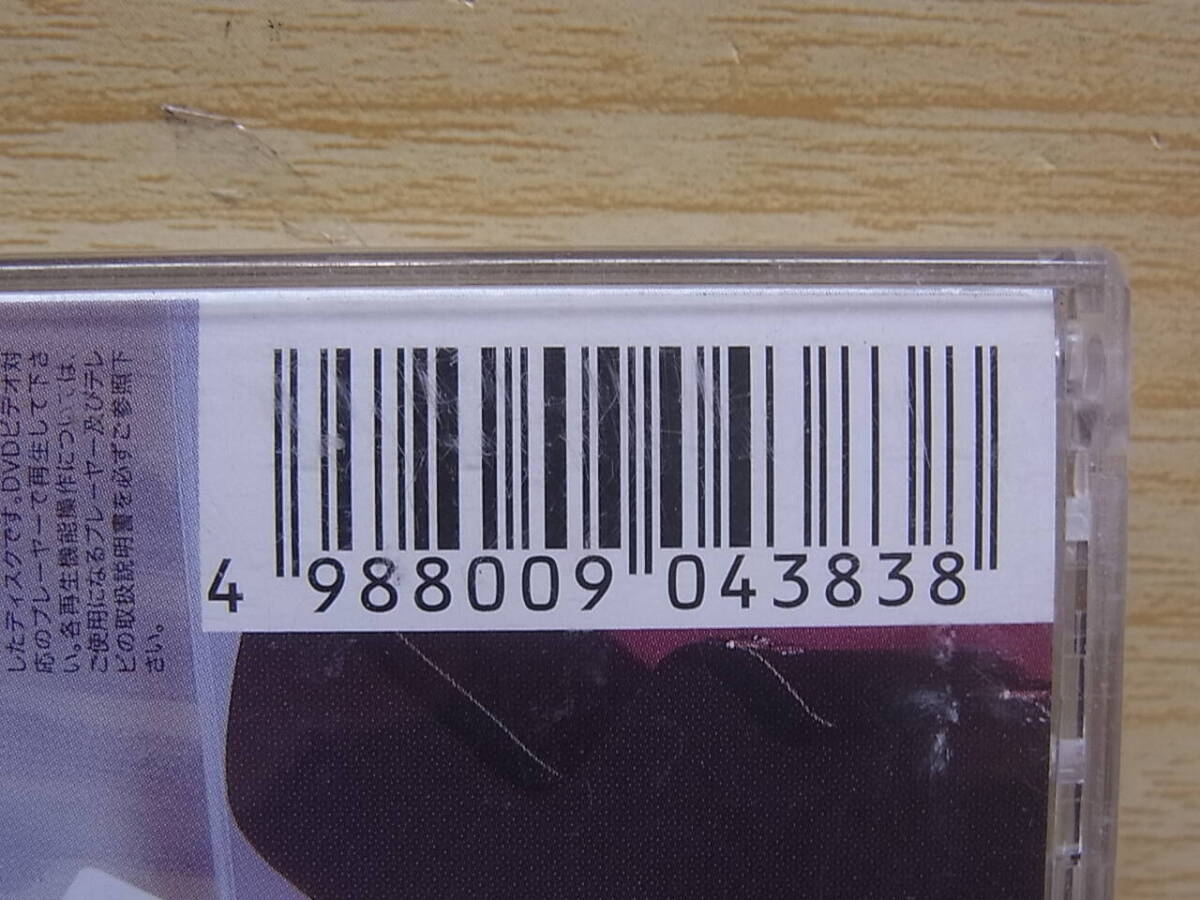 したディスクです。DVDビデオ対
応のプレーヤーで再生して下さ
い。各再生機能操作については、
ご使用になるプレーヤー及びテレ
ビの取扱説明書を必ずご参照下
さい。
4 988009 043838